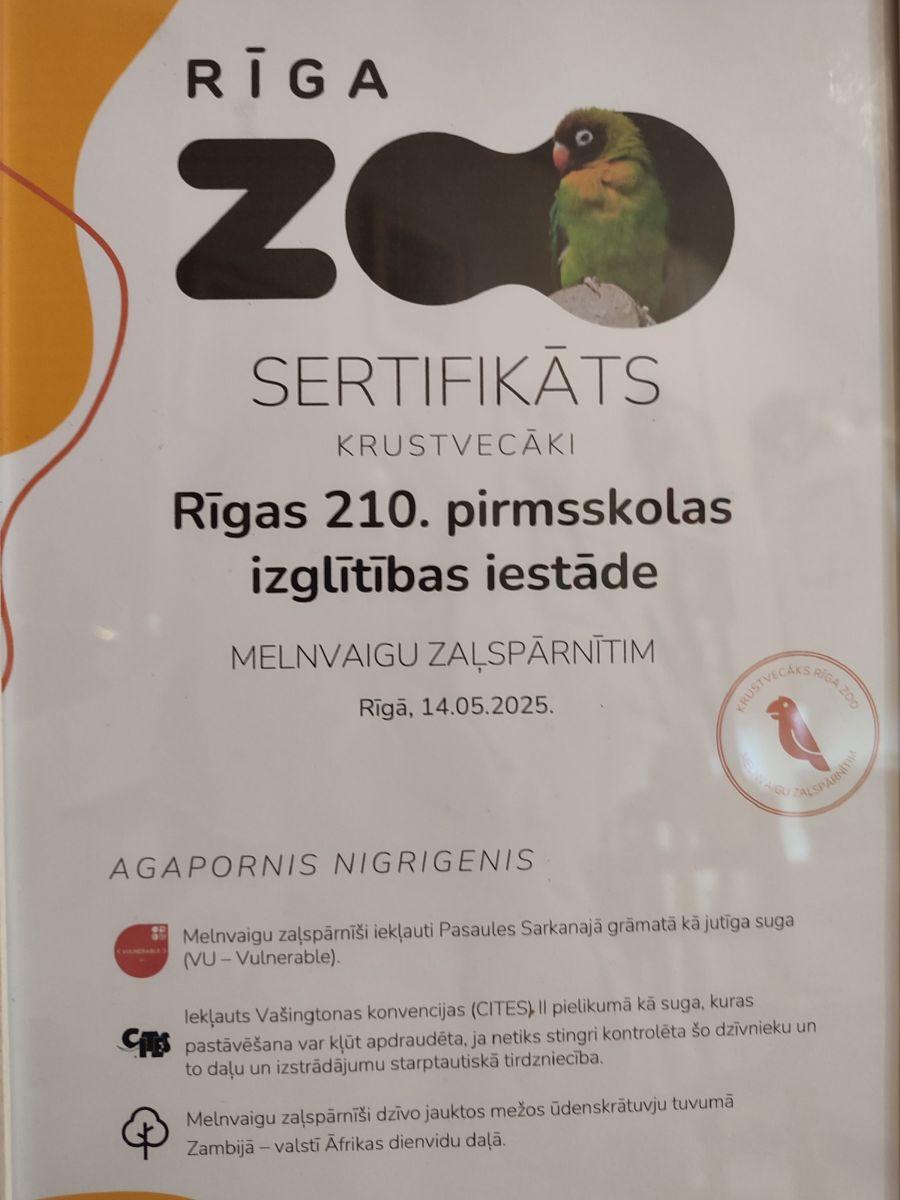 RĪGA
ZOO
SERTIFIKĀTS
KRUSTVECĀKI
Rīgas 210. pirmsskolas
izglītības iestāde
MELNVAIGU ZAĻSPĀRNĪTIM
Rīgā, 14.05.2025.
KRUSTVECĀKS RĪGA ZOO
MELNVAIGU ZAĻSPĀRNĪTIM
AGAPORNIS NIGRIGENIS
VULNERABLE
Melnvaigu zaļspārnīši iekļauti Pasaules Sarkanajā grāmatā kā jutīga suga
(VU – Vulnerable).
CITES
Iekļauts Vašingtonas konvencijas (CITES) II pielikumā kā suga, kuras
pastāvēšana var kļūt apdraudēta, ja netiks stingri kontrolēta šo dzīvnieku un
to daļu un izstrādājumu starptautiskā tirdzniecība.
Melnvaigu zaļspārnīši dzīvo jauktos mežos ūdenskrātuvju tuvumā
Zambijā – valstī Āfrikas dienvidu daļā.